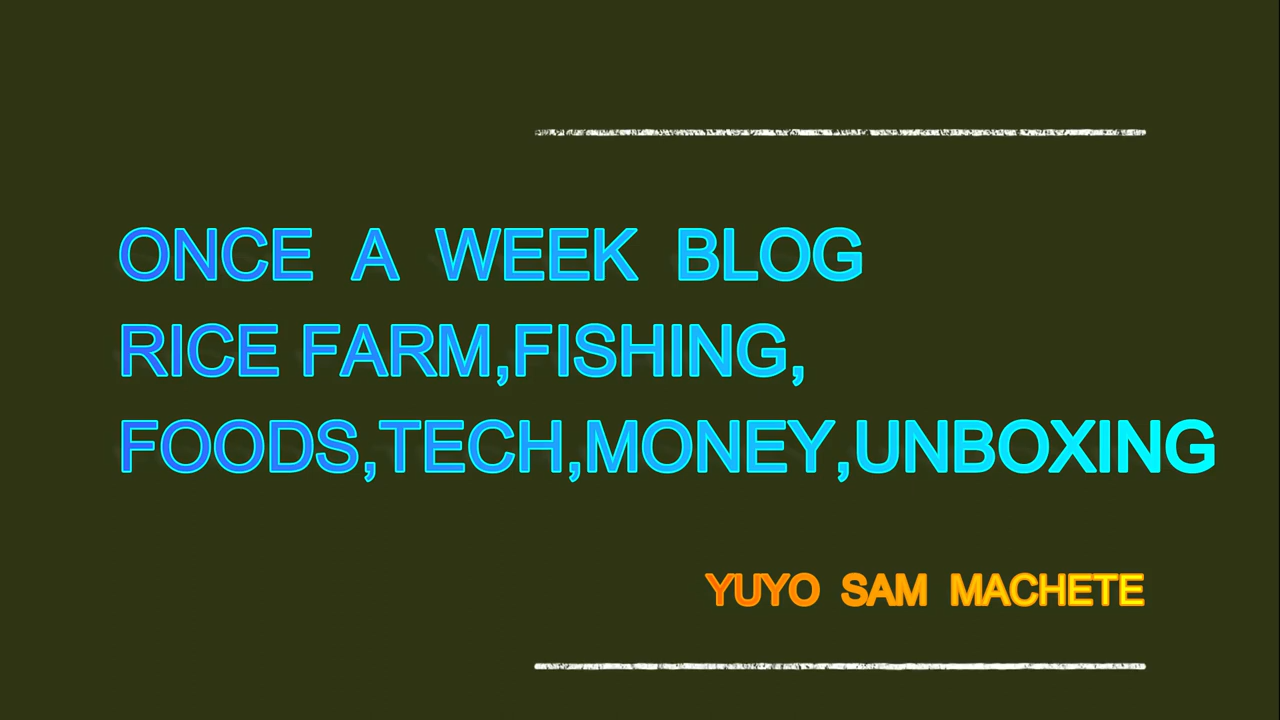 ONCE A WEEK BLOG
RICE FARM,FISHING,
FOODS,TECH,MONEY,UNBOXING
YUYO SAM MACHETE